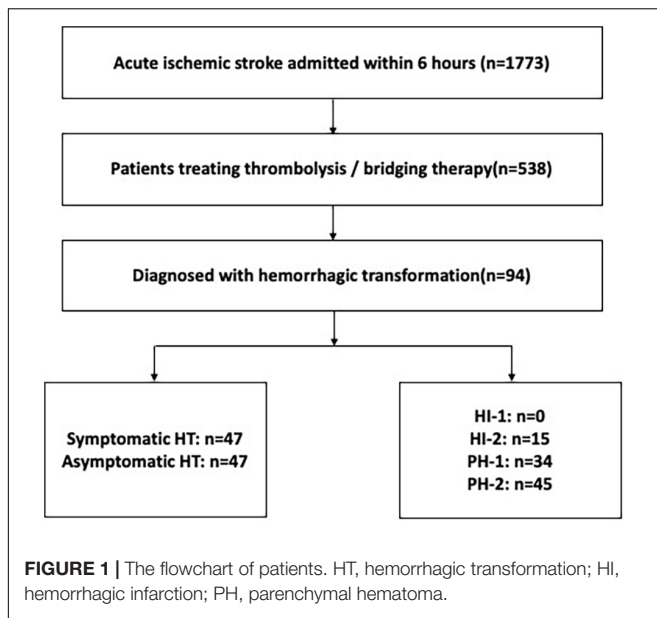 Acute ischemic stroke admitted within 6 hours (n=1773)
Patients treating thrombolysis / bridging therapy(n=538)
Diagnosed with hemorrhagic transformation(n=94)
Symptomatic HT: n=47
Asymptomatic HT: n=47
HI-1: n=0
HI-2: n=15
PH-1: n=34
PH-2: n=45
FIGURE 1 | The flowchart of patients. HT, hemorrhagic transformation; HI,
hemorrhagic infarction; PH, parenchymal hematoma.